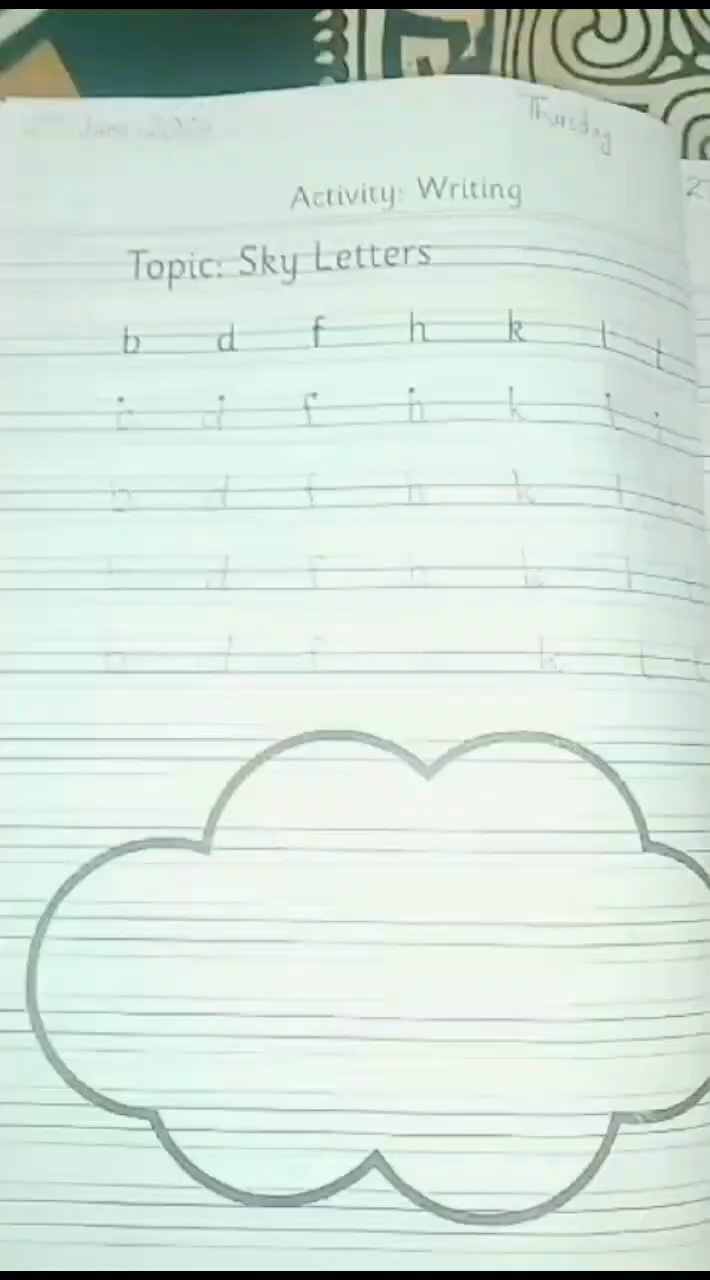 Thursday
Activity: Writing
Topic: Sky Letters
b d f h k l t
d f h k l
b d f h k l
d f h k l
d f k l t